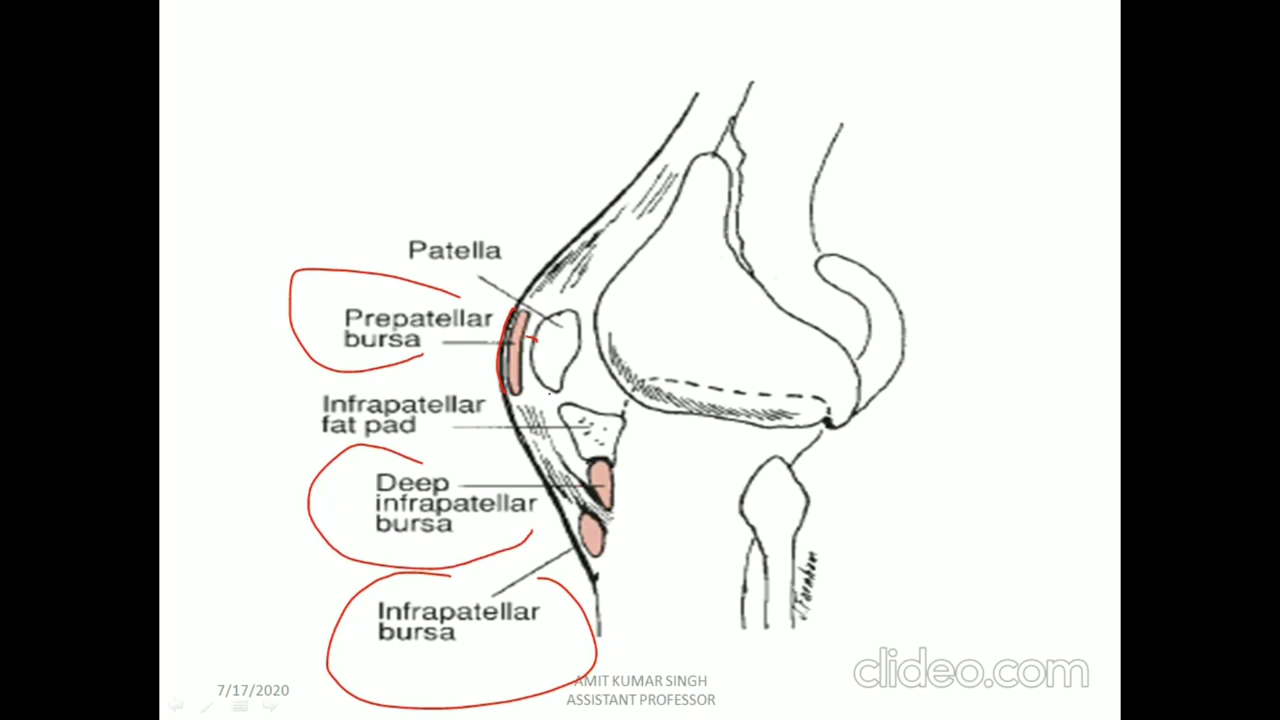 Patella
Prepatellar
bursa
Infrapatellar
fat pad
Deep
infrapatellar
bursa
Infrapatellar
bursa
7/17/2020
AMIT KUMAR SINGH
ASSISTANT PROFESSOR
clideo.com